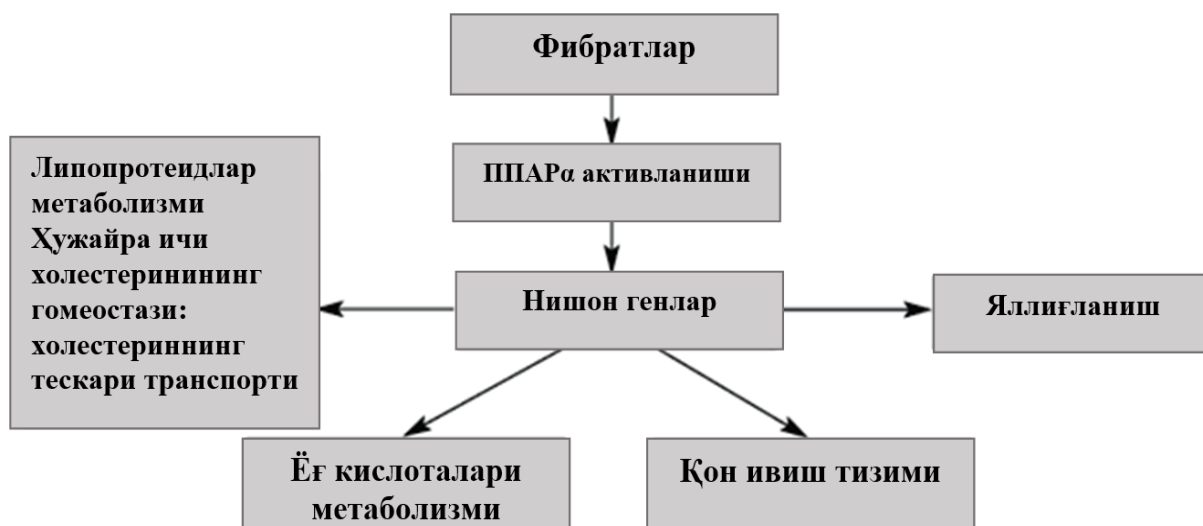 Фибратлар
ППАРα активланиши
Липопротеидлар
метаболизми
Ҳужайра ичи
холестеринининг
гомеостази:
холестериннинг
тескари транспорти
Нишон генлар
Яллиғланиш
Ёғ кислоталари
метаболизми
Қон ивиш тизими